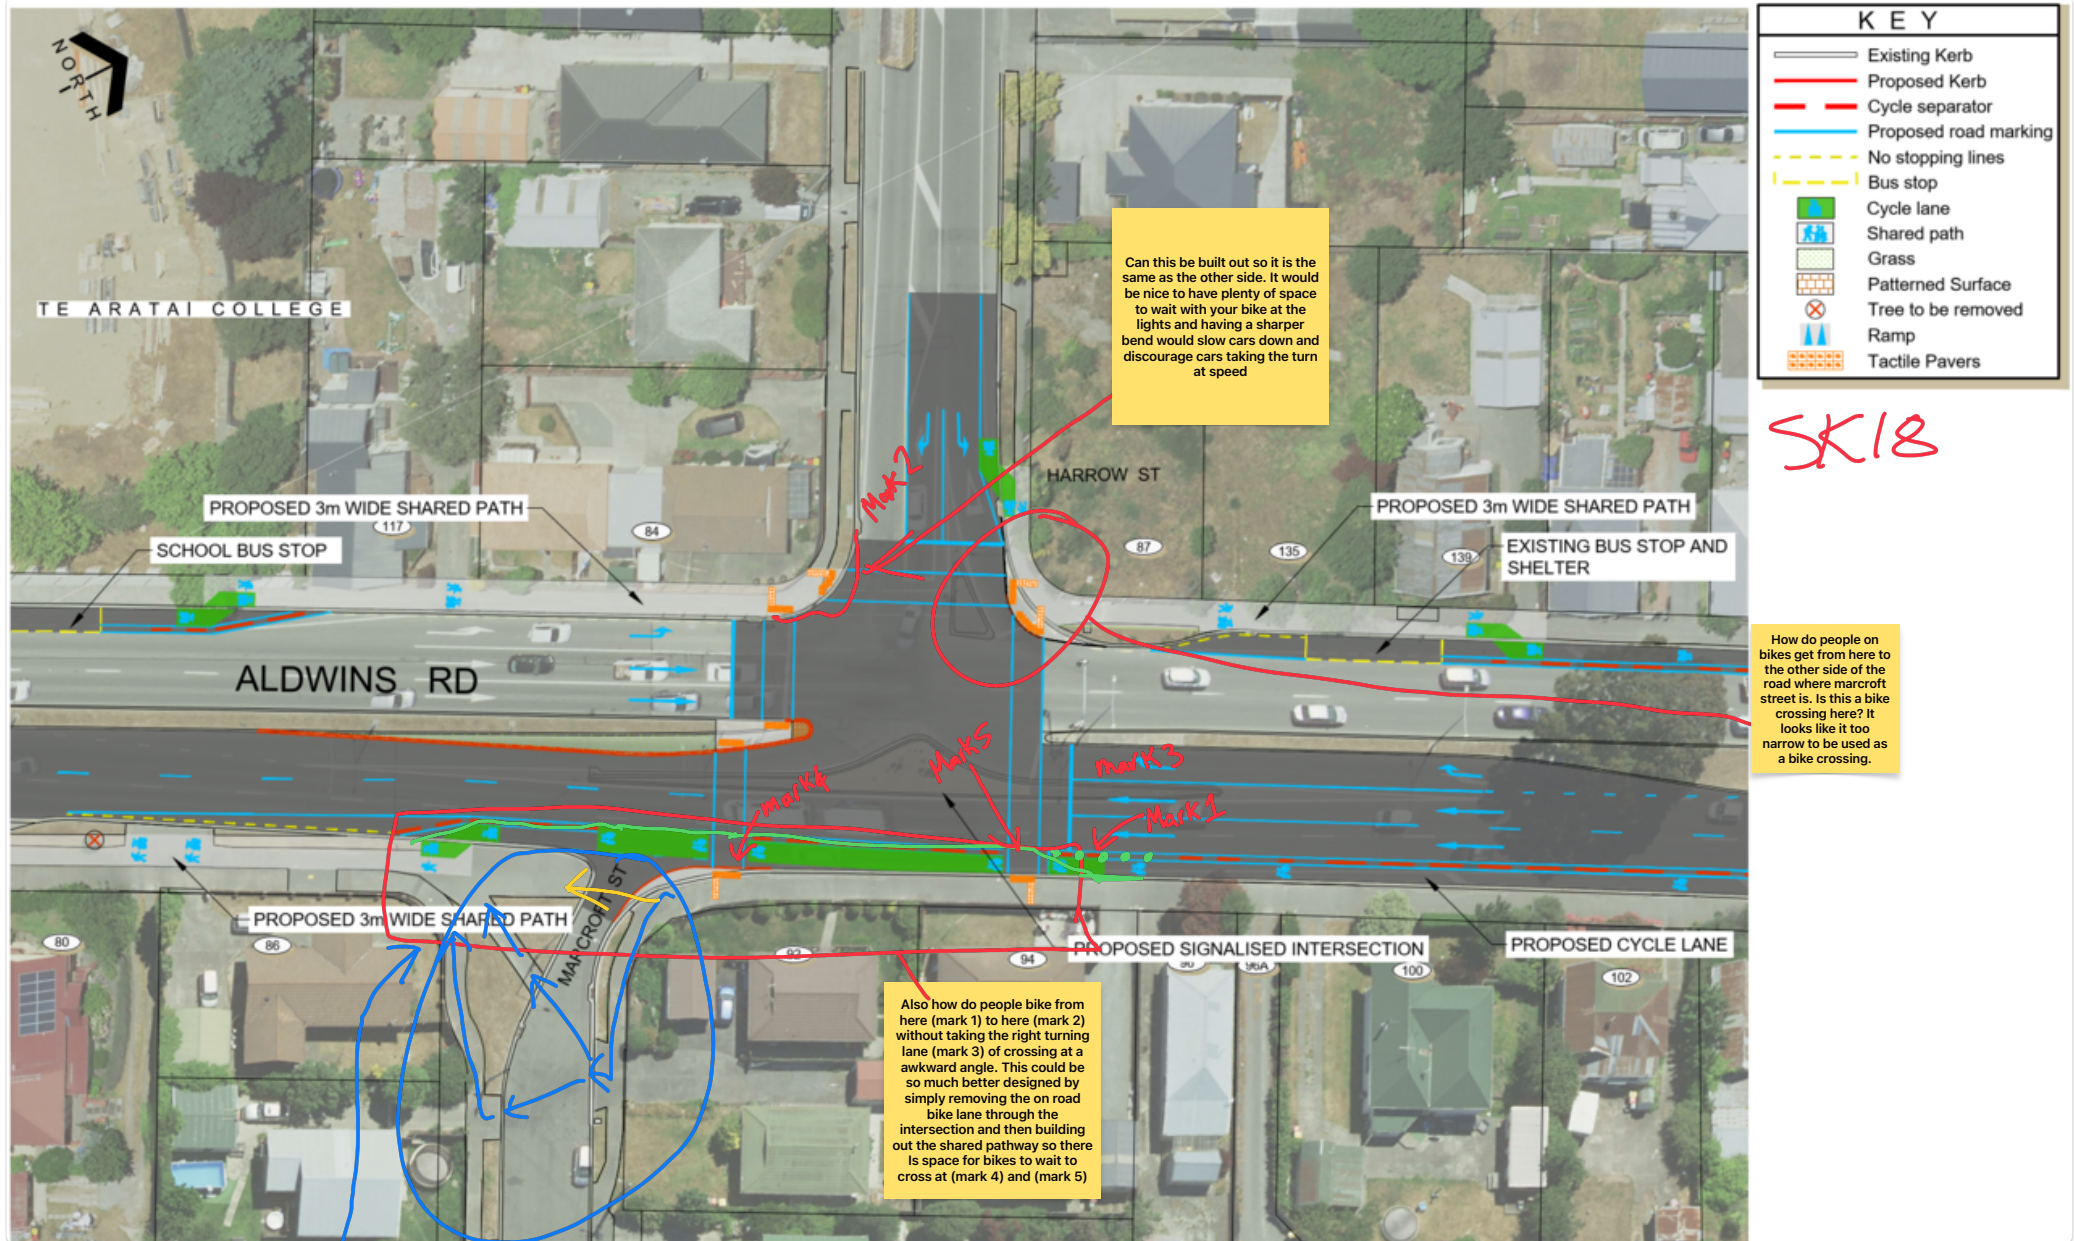 NORTH
KEY
Existing Kerb
Proposed Kerb
Cycle separator
Proposed road marking
No stopping lines
Bus stop
Cycle lane
Shared path
Grass
Patterned Surface
Tree to be removed
Ramp
Tactile Pavers
SK18
TE ARATAI COLLEGE
Can this be built out so it is the
same as the other side. It would
be nice to have plenty of space
to wait with your bike at the
lights and having a sharper
bend would slow cars down and
discourage cars taking the turn
at speed
Mark 2
HARROW ST
PROPOSED 3m WIDE SHARED PATH
117
84
SCHOOL BUS STOP
PROPOSED 3m WIDE SHARED PATH
87
135
139
EXISTING BUS STOP AND
SHELTER
ALDWINS RD
How do people on
bikes get from here to
the other side of the
road where marcroft
street is. Is this a bike
crossing here? It
looks like it too
narrow to be used as
a bike crossing.
Mark 5
mark 3
mark 4
Mark 1
MARCROFT ST
PROPOSED 3m WIDE SHARED PATH
80
86
92
94
PROPOSED SIGNALISED INTERSECTION
96A
100
PROPOSED CYCLE LANE
102
Also how do people bike from
here (mark 1) to here (mark 2)
without taking the right turning
lane (mark 3) of crossing at a
awkward angle. This could be
so much better designed by
simply removing the on road
bike lane through the
intersection and then building
out the shared pathway so there
Is space for bikes to wait to
cross at (mark 4) and (mark 5)